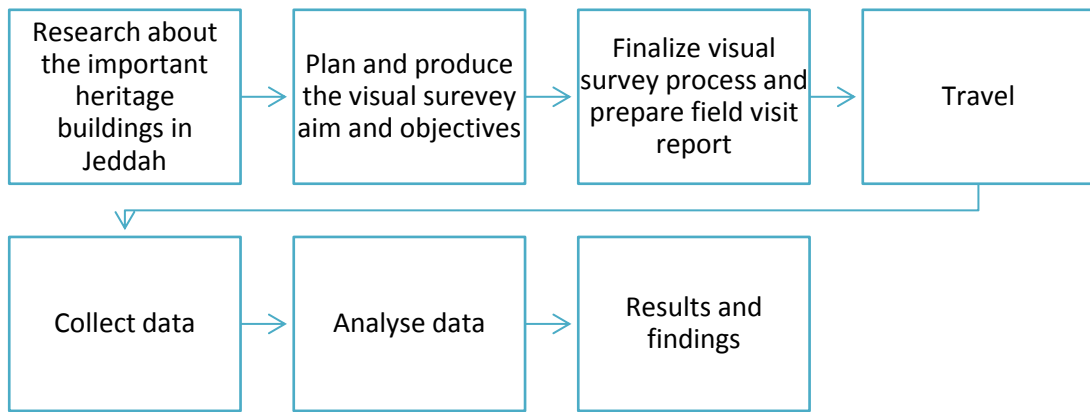 Research about
the important
heritage
buildings in
Jeddah
Plan and produce
the visual surevey
aim and objectives
Finalize visual
survey process and
prepare field visit
report
Travel
Collect data
Analyse data
Results and
findings